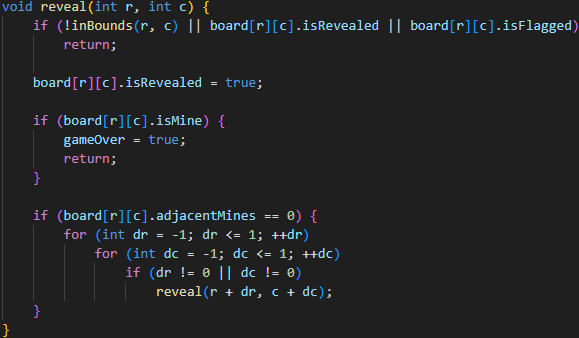 void reveal(int r, int c) {
    if (!inBounds(r, c) || board[r][c].isRevealed || board[r][c].isFlagged)
        return;

    board[r][c].isRevealed = true;

    if (board[r][c].isMine) {
        gameOver = true;
        return;
    }

    if (board[r][c].adjacentMines == 0) {
        for (int dr = -1; dr <= 1; ++dr)
            for (int dc = -1; dc <= 1; ++dc)
                if (dr != 0 || dc != 0)
                    reveal(r + dr, c + dc);
    }
}